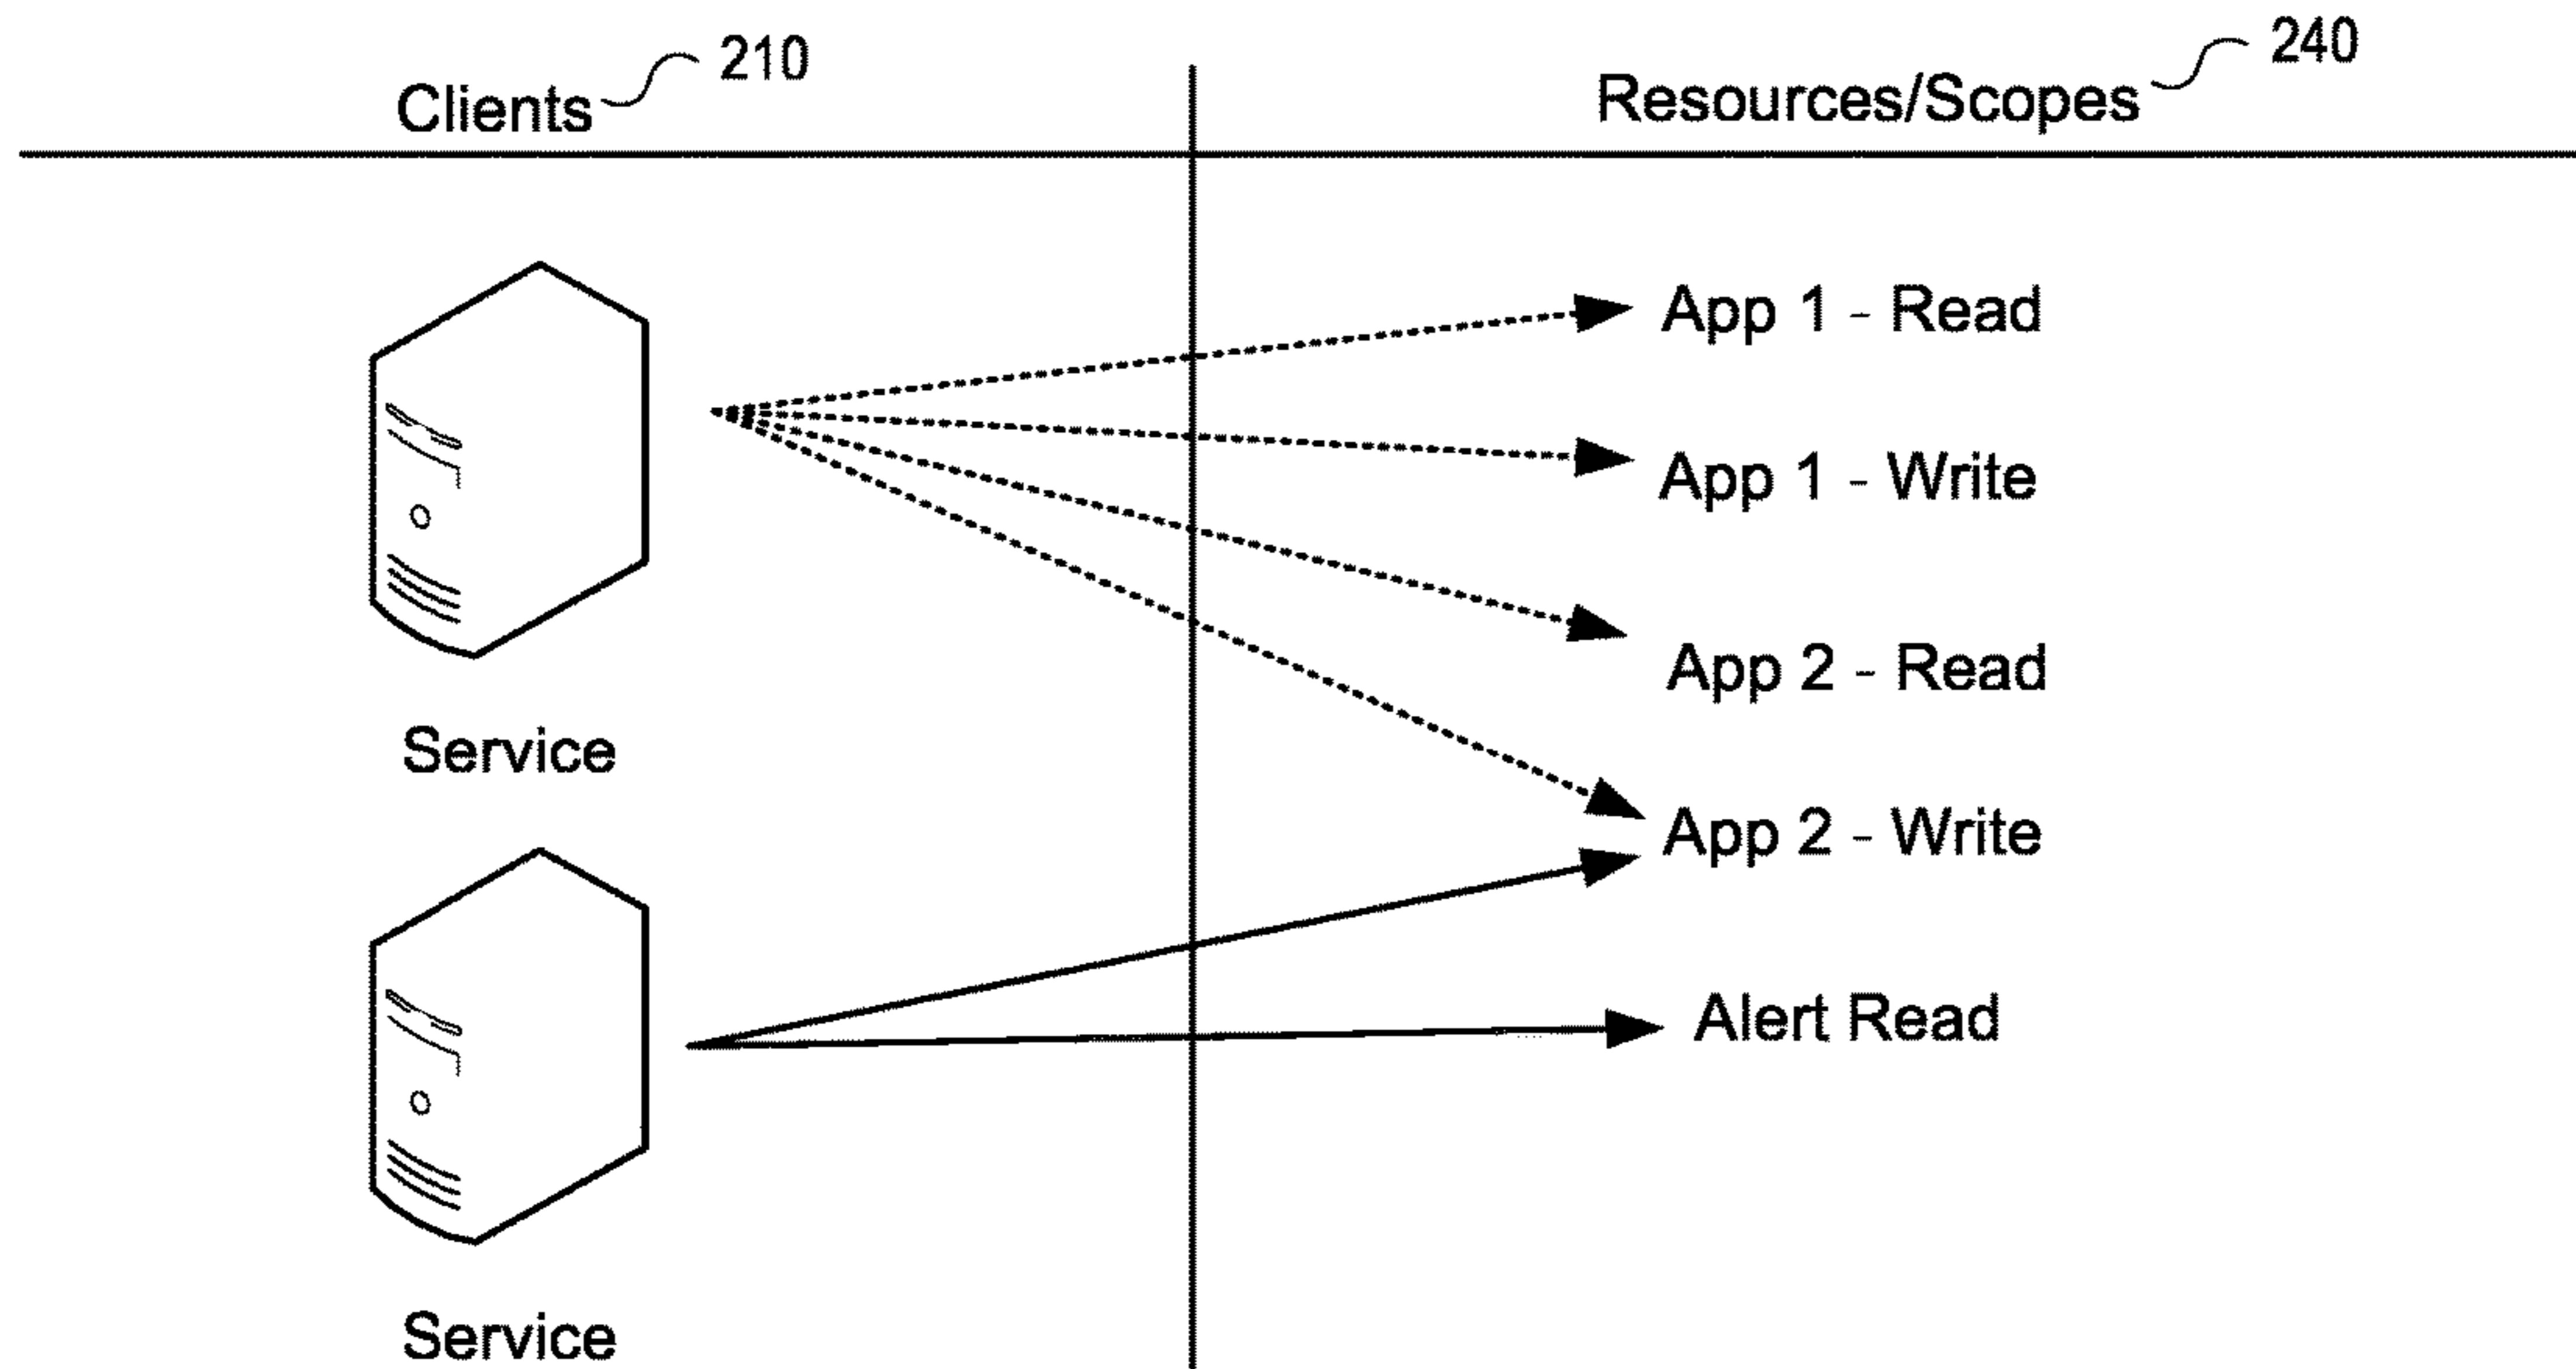 Clients 210
Resources/Scopes 240
App 1 - Read
App 1 - Write
App 2 - Read
Service
App 2 - Write
Alert Read
Service